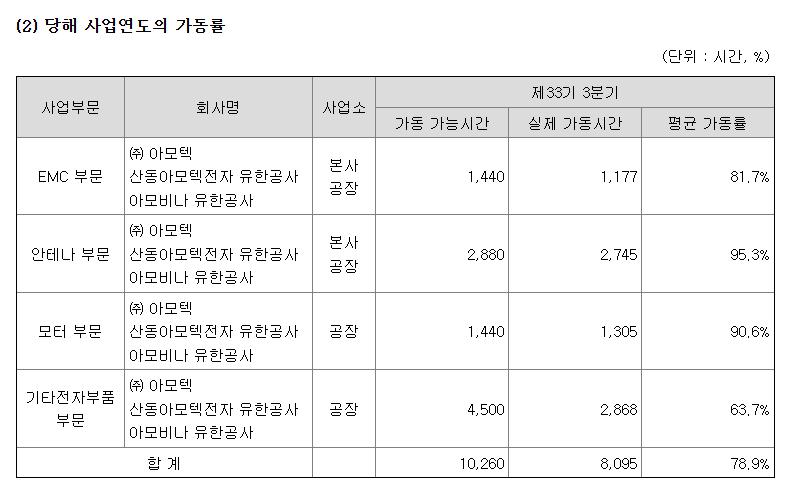 (2) 당해 사업연도의 가동률
(단위 : 시간, %)
사업부문 회사명 사업소 제33기 3분기
가동 가능시간 실제 가동시간 평균 가동률
EMC 부문 ㈜ 아모텍 산동아모텍전자 유한공사 아모비나 유한공사 본사 공장 1,440 1,177 81.7%
안테나 부문 ㈜ 아모텍 산동아모텍전자 유한공사 아모비나 유한공사 본사 공장 2,880 2,745 95.3%
모터 부문 ㈜ 아모텍 산동아모텍전자 유한공사 아모비나 유한공사 공장 1,440 1,305 90.6%
기타전자부품 부문 ㈜ 아모텍 산동아모텍전자 유한공사 아모비나 유한공사 공장 4,500 2,868 63.7%
합 계 10,260 8,095 78.9%